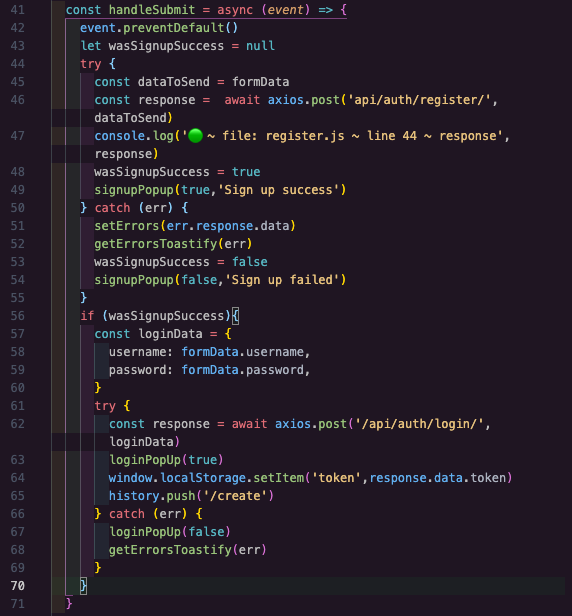 41 const handleSubmit = async (event) => {
42 event.preventDefault()
43 let wasSignupSuccess = null
44 try {
45 const dataToSend = formData
46 const response =  await axios.post('api/auth/register/',
dataToSend)
47 console.log('🟢 ~ file: register.js ~ line 44 ~ response',
response)
48 wasSignupSuccess = true
49 signupPopup(true,'Sign up success')
50 } catch (err) {
51 setErrors(err.response.data)
52 getErrorsToastify(err)
53 wasSignupSuccess = false
54 signupPopup(false,'Sign up failed')
55 }
56 if (wasSignupSuccess){
57 const loginData = {
58 username: formData.username,
59 password: formData.password,
60 }
61 try {
62 const response = await axios.post('/api/auth/login/',
loginData)
63 loginPopUp(true)
64 window.localStorage.setItem('token',response.data.token)
65 history.push('/create')
66 } catch (err) {
67 loginPopUp(false)
68 getErrorsToastify(err)
69 }
70 }
71 }